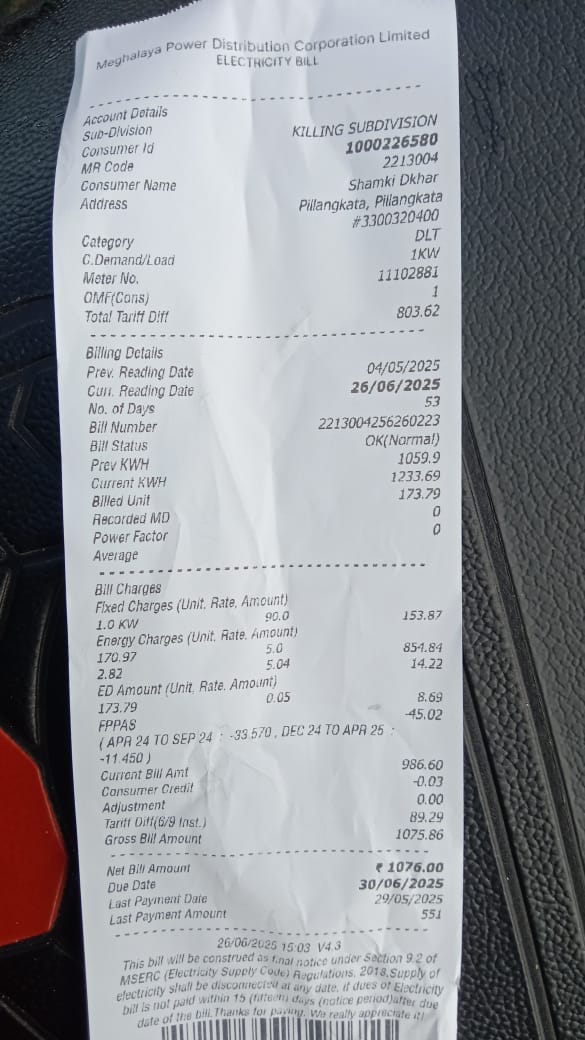 Meghalaya Power Distribution Corporation Limited
ELECTRICITY BILL
Account Details
Sub-Division KILLING SUBDIVISION
Consumer Id 1000226580
MR Code 2213004
Consumer Name Shamki Dkhar
Address Pillangkata, Pillangkata
#3300320400
Category DLT
C.Demand/Load 1KW
Meter No. 11102881
OMF(Cons) 1
Total Tariff Diff 803.62
Billing Details
Prev. Reading Date 04/05/2025
Curr. Reading Date 26/06/2025
No. of Days 53
Bill Number 2213004256260223
Bill Status OK(Normal)
Prev KWH 1059.9
Current KWH 1233.69
Billed Unit 173.79
Recorded MD 0
Power Factor 0
Average
Bill Charges
Fixed Charges (Unit, Rate, Amount)
1.0 KW 90.0 153.87
Energy Charges (Unit, Rate, Amount)
170.97 5.0 854.84
2.82 5.04 14.22
ED Amount (Unit, Rate, Amount)
173.79 0.05 8.69
FPPAS -45.02
( APR 24 TO SEP 24 : -33.570 , DEC 24 TO APR 25 :
-11.450 )
Current Bill Amt 986.60
Consumer Credit -0.03
Adjustment 0.00
Tariff Diff(6/9 Inst.) 89.29
Gross Bill Amount 1075.86
Net Bill Amount ₹ 1076.00
Due Date 30/06/2025
Last Payment Date 29/05/2025
Last Payment Amount 551
26/06/2025 15:03 V4.3
This bill will be construed as final notice under Section 9.2 of
MSERC (Electricity Supply Code) Regulations, 2018.Supply of
electricity shall be disconnected at any date, if dues of Electricity
bill is not paid within 15 (fifteen) days (notice period)after due
date of the bill.Thanks for paying. We really appreciate it!